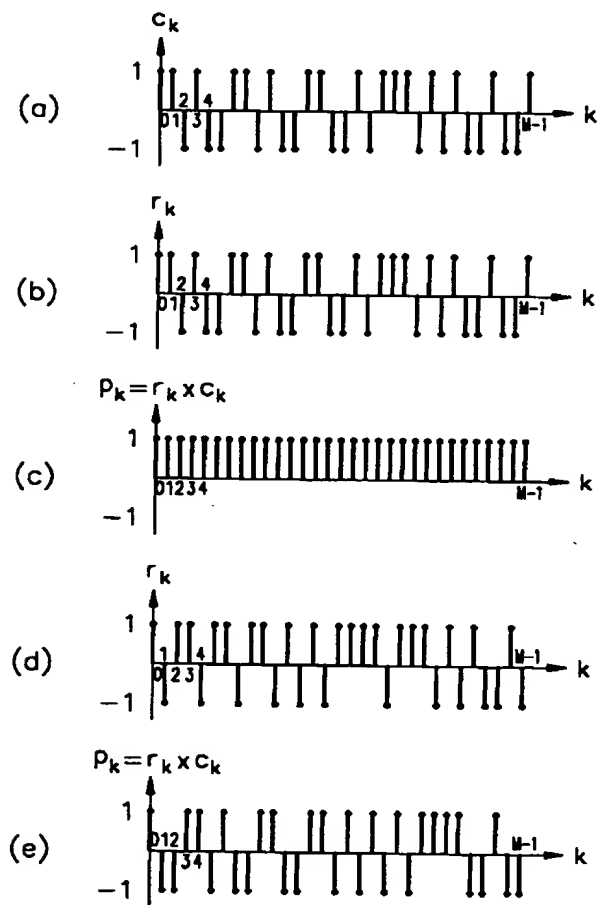 c_k
1
2 4
(a)
0 1 3
k
M-1
-1
r_k
1
2 4
(b)
0 1 3
k
M-1
-1
p_k=r_k x c_k
1
(c)
k
0 1 2 3 4
M-1
-1
r_k
1
1 4
M-1
(d)
k
0 2 3
-1
p_k=r_k x c_k
1
0 1 2
M-1
(e)
k
3 4
-1